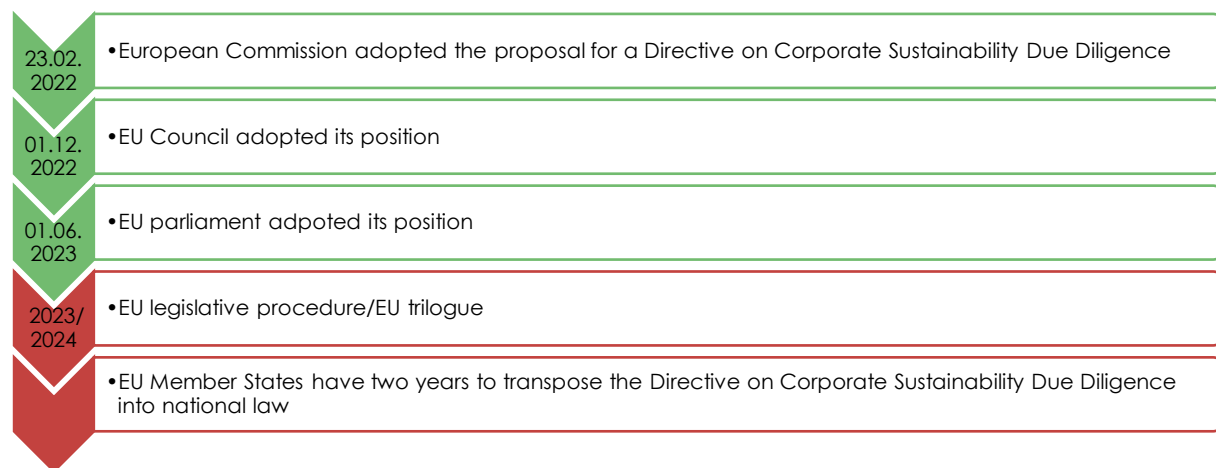 23.02.
2022
•European Commission adopted the proposal for a Directive on Corporate Sustainability Due Diligence
01.12.
2022
•EU Council adopted its position
01.06.
2023
•EU parliament adpoted its position
2023/
2024
•EU legislative procedure/EU trilogue
•EU Member States have two years to transpose the Directive on Corporate Sustainability Due Diligence
into national law